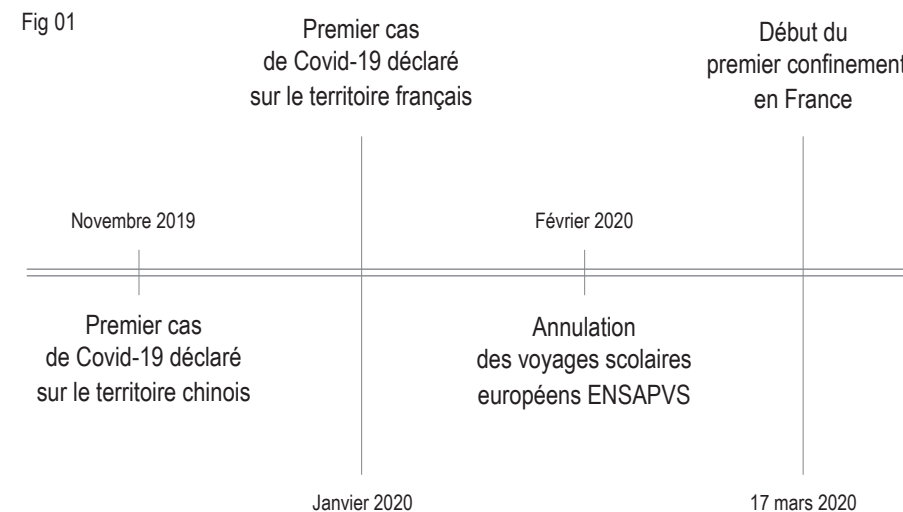 Fig 01
Premier cas
de Covid-19 déclaré
sur le territoire français
Début du
premier confinement
en France
Novembre 2019
Février 2020
Premier cas
de Covid-19 déclaré
sur le territoire chinois
Annulation
des voyages scolaires
européens ENSAPVS
Janvier 2020
17 mars 2020